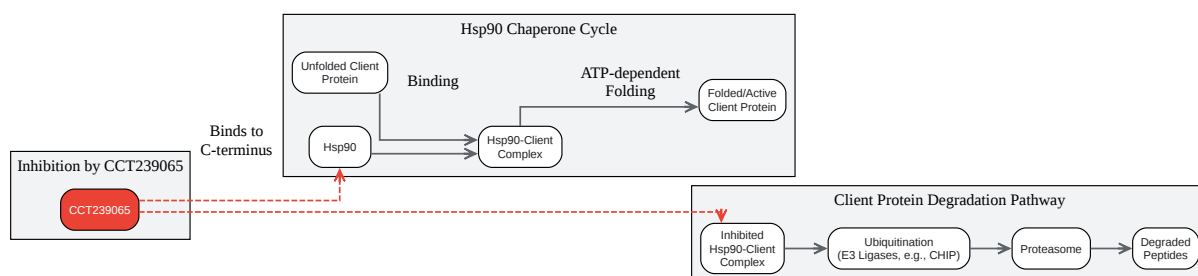 Hsp90 Chaperone Cycle
Unfolded Client
Protein
Binding
ATP-dependent
Folding
Folded/Active
Client Protein
Binds to
C-terminus
Hsp90
Hsp90-Client
Complex
Inhibition by CCT239065
CCT239065
Client Protein Degradation Pathway
Inhibited
Hsp90-Client
Complex
Ubiquitination
(E3 Ligases, e.g., CHIP)
Proteasome
Degraded
Peptides